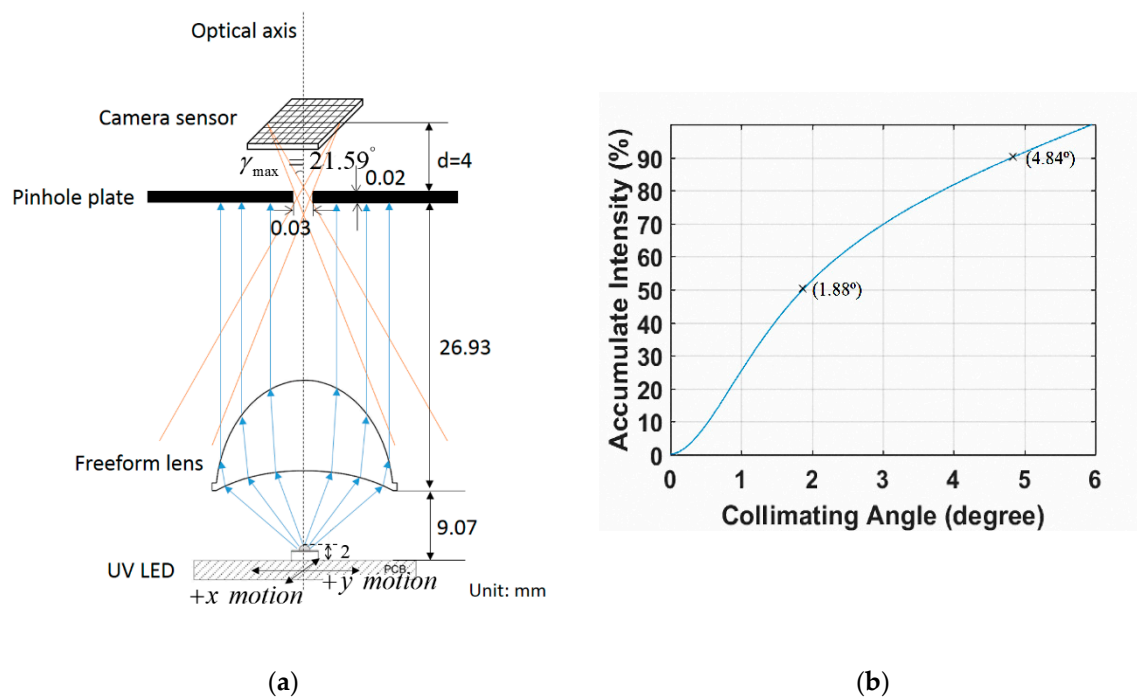 Optical axis
Camera sensor
d=4
γmax = 21.59°
0.02
Pinhole plate
0.03
26.93
Freeform lens
9.07
2
UV LED
PCB
+y motion
+x motion
Unit: mm
(a)
Accumulate Intensity (%)
90
80
70
60
50
40
30
20
10
0
(4.84º)
(1.88º)
0 1 2 3 4 5 6
Collimating Angle (degree)
(b)